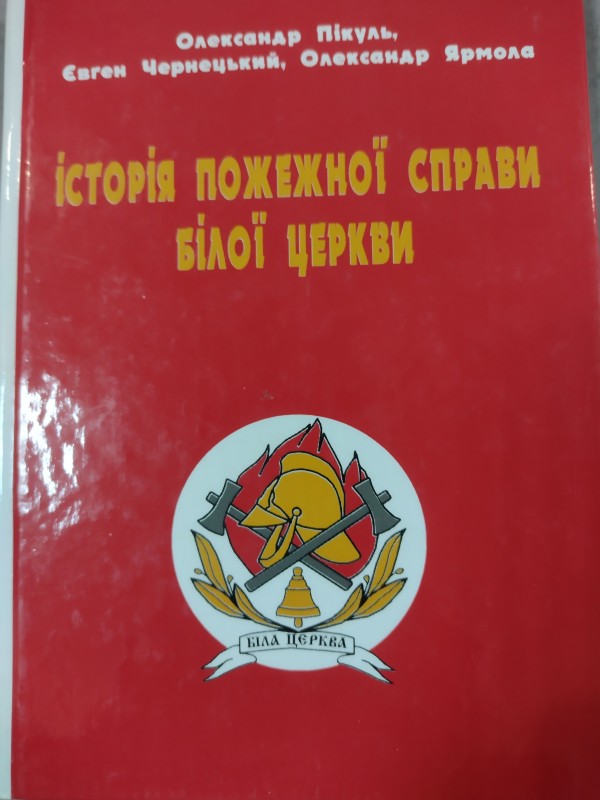 Олександр Пікуль,
Євген Чернецький, Олександр Ярмола
ІСТОРІЯ ПОЖЕЖНОЇ СПРАВИ
БІЛОЇ ЦЕРКВИ
БІЛА ЦЕРКВА